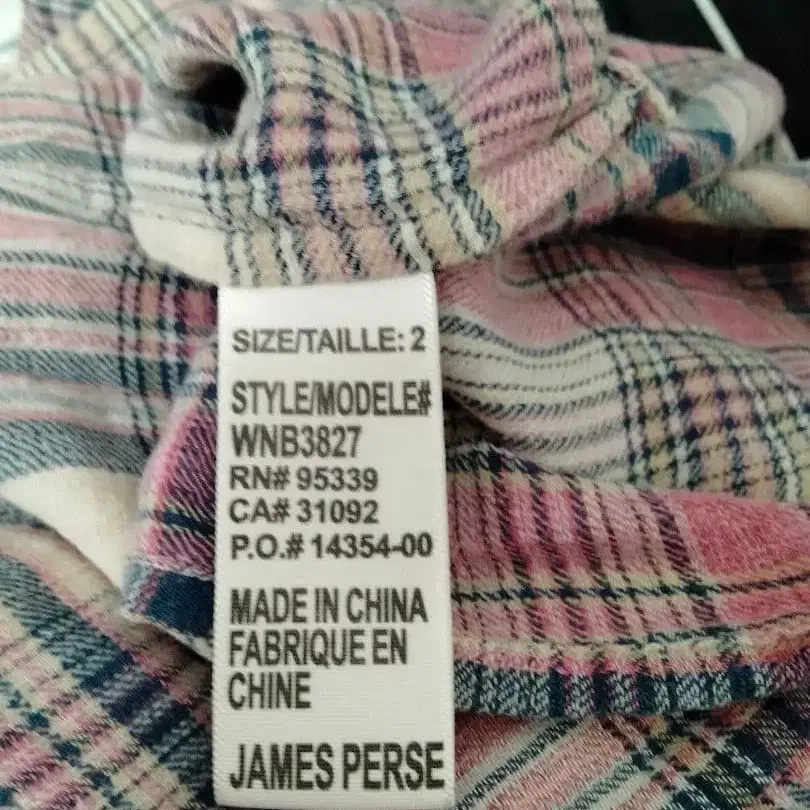 SIZE/TAILLE: 2
STYLE/MODELE#
WNB3827
RN# 95339
CA# 31092
P.O.# 14354-00
MADE IN CHINA
FABRIQUE EN
CHINE
JAMES PERSE